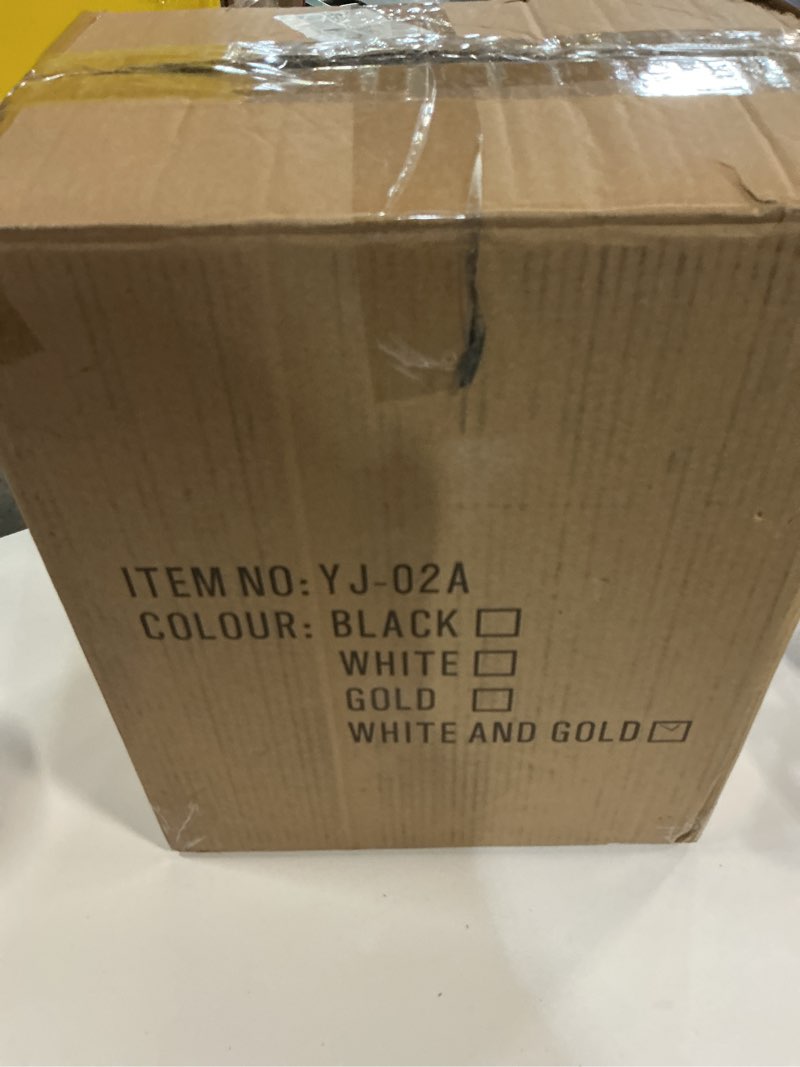 ITEM NO: YJ-02A
COLOUR: BLACK ☐
WHITE ☐
GOLD ☐
WHITE AND GOLD ☑